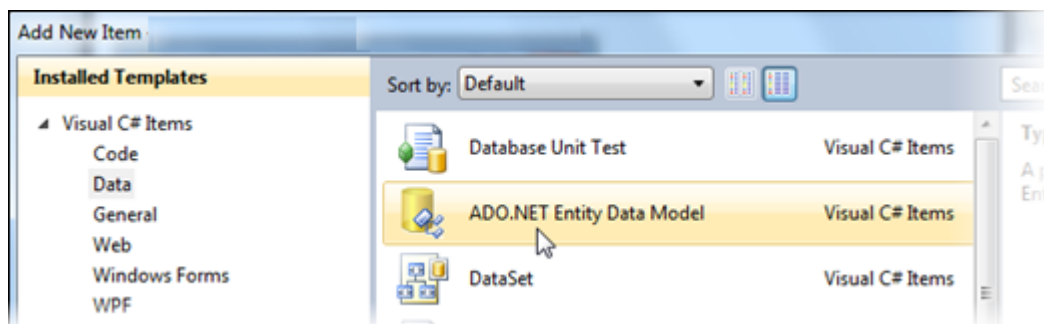 Add New Item
Installed Templates
Visual C# Items
Code
Data
General
Web
Windows Forms
WPF
Sort by: Default
Database Unit Test Visual C# Items
ADO.NET Entity Data Model Visual C# Items
DataSet Visual C# Items